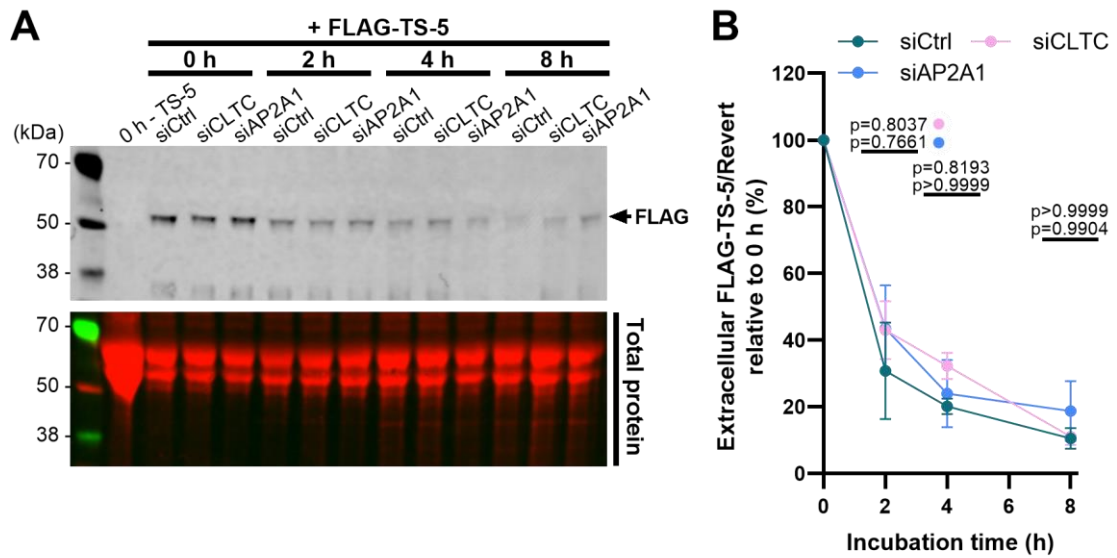 A
+ FLAG-TS-5
0 h
2 h
4 h
8 h
(kDa)
0 h - TS-5
siCtrl
siCLTC
siAP2A1
siCtrl
siCLTC
siAP2A1
siCtrl
siCLTC
siAP2A1
siCtrl
siCLTC
siAP2A1
70
50
38
FLAG
70
50
38
Total protein
B
siCtrl
siCLTC
siAP2A1
Extracellular FLAG-TS-5/Revert
relative to 0 h (%)
120
100
80
60
40
20
0
p=0.8037
p=0.7661
p=0.8193
p>0.9999
p>0.9999
p=0.9904
0
2
4
6
8
Incubation time (h)